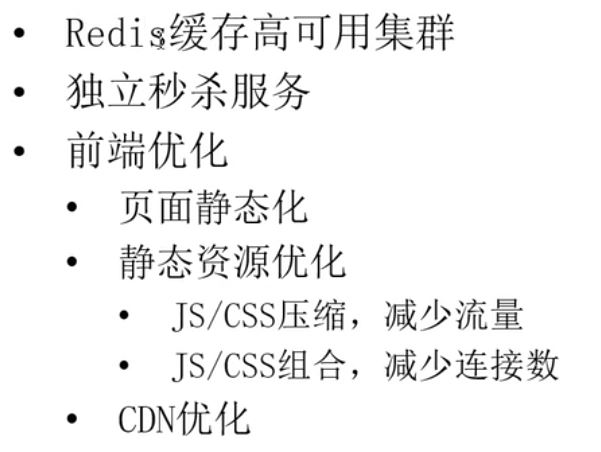 • Redis缓存高可用集群
• 独立秒杀服务
• 前端优化
• 页面静态化
• 静态资源优化
• JS/CSS压缩，减少流量
• JS/CSS组合，减少连接数
• CDN优化